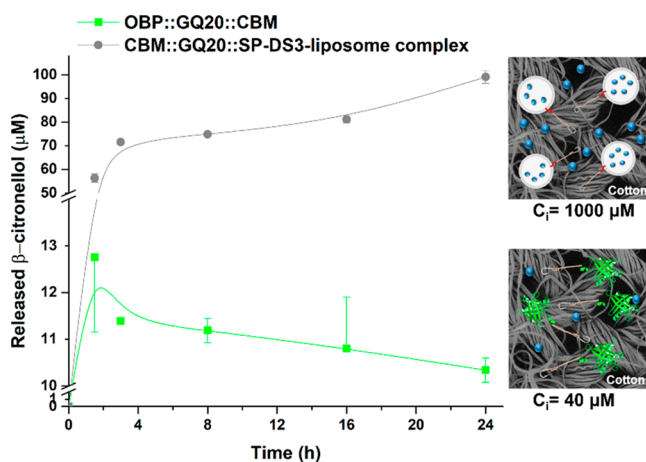 OBP::GQ20::CBM
CBM::GQ20::SP-DS3-liposome complex
Released β-citronellol (μM)
100
90
80
70
60
50
13
12
11
10
1
0
0
4
8
12
16
20
24
Time (h)
Cotton
Cᵢ= 1000 μM
Cotton
Cᵢ= 40 μM